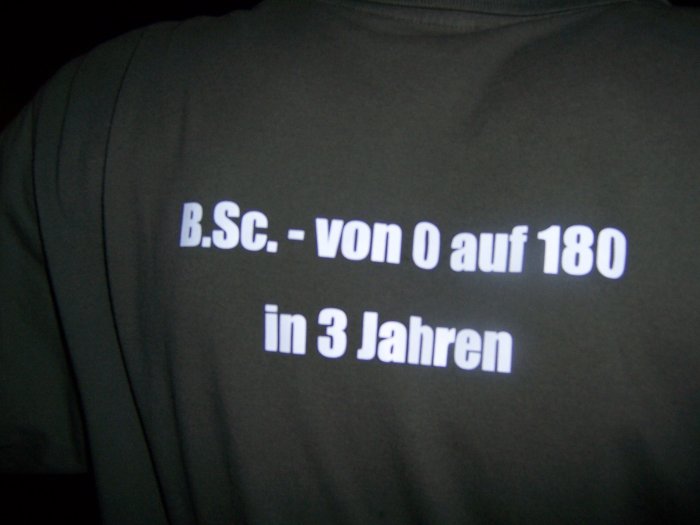 B.Sc. - von 0 auf 180
in 3 Jahren